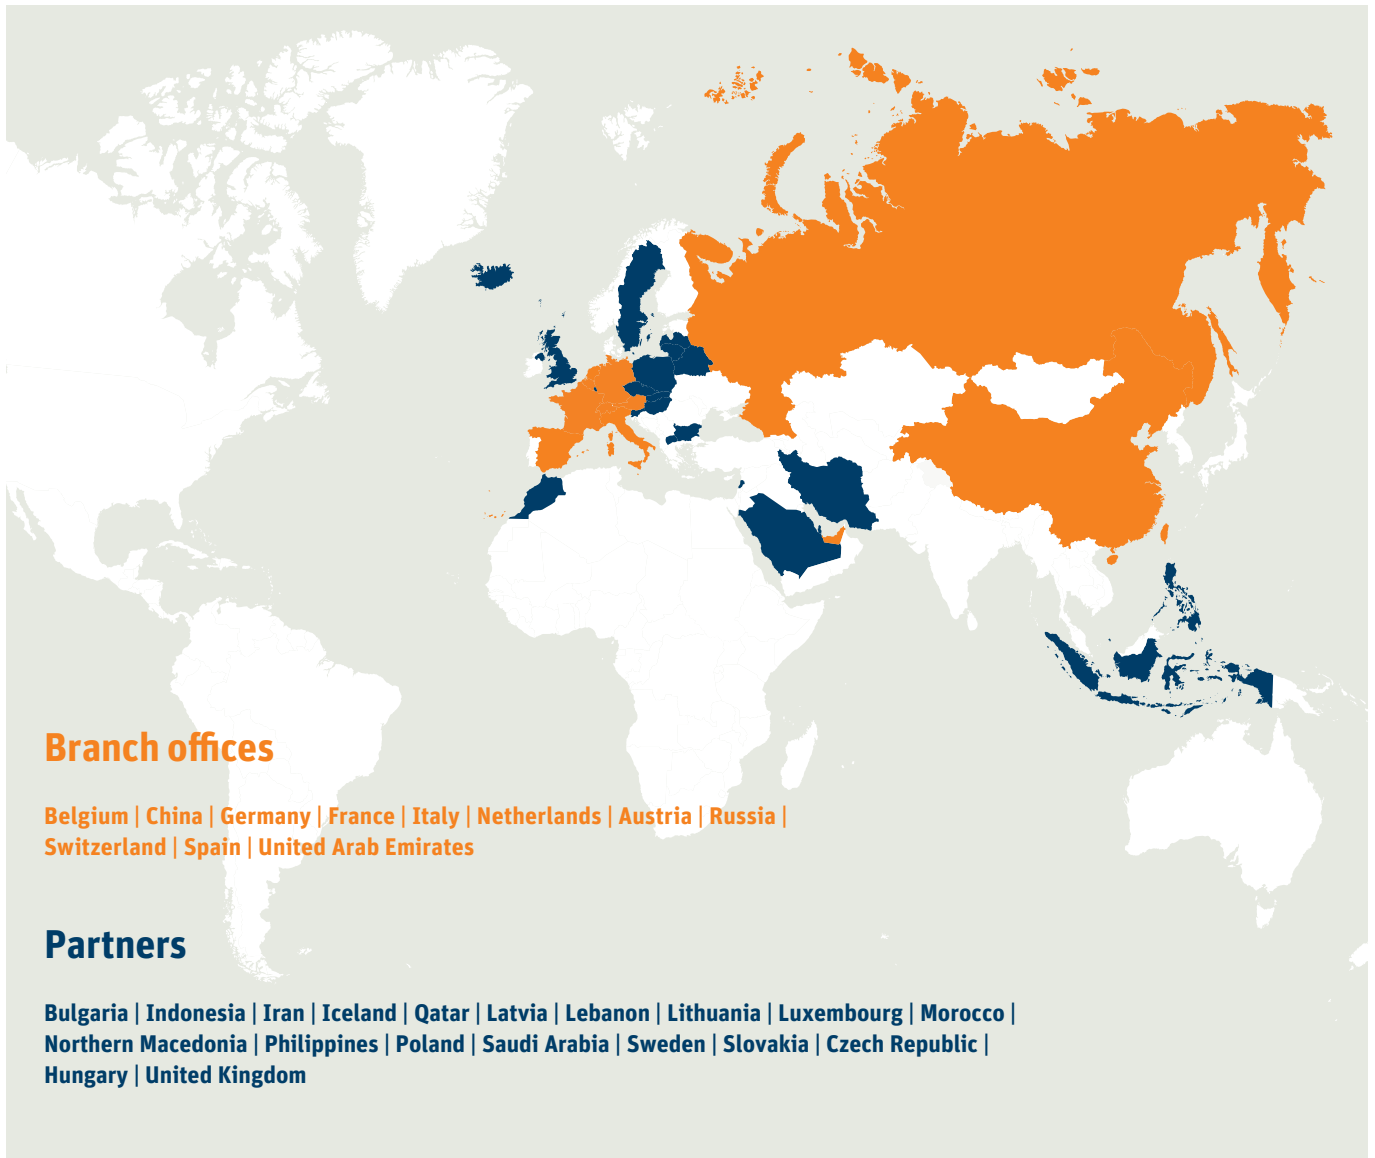 Branch offices
Belgium | China | Germany | France | Italy | Netherlands | Austria | Russia |
Switzerland | Spain | United Arab Emirates
Partners
Bulgaria | Indonesia | Iran | Iceland | Qatar | Latvia | Lebanon | Lithuania | Luxembourg | Morocco |
Northern Macedonia | Philippines | Poland | Saudi Arabia | Sweden | Slovakia | Czech Republic |
Hungary | United Kingdom